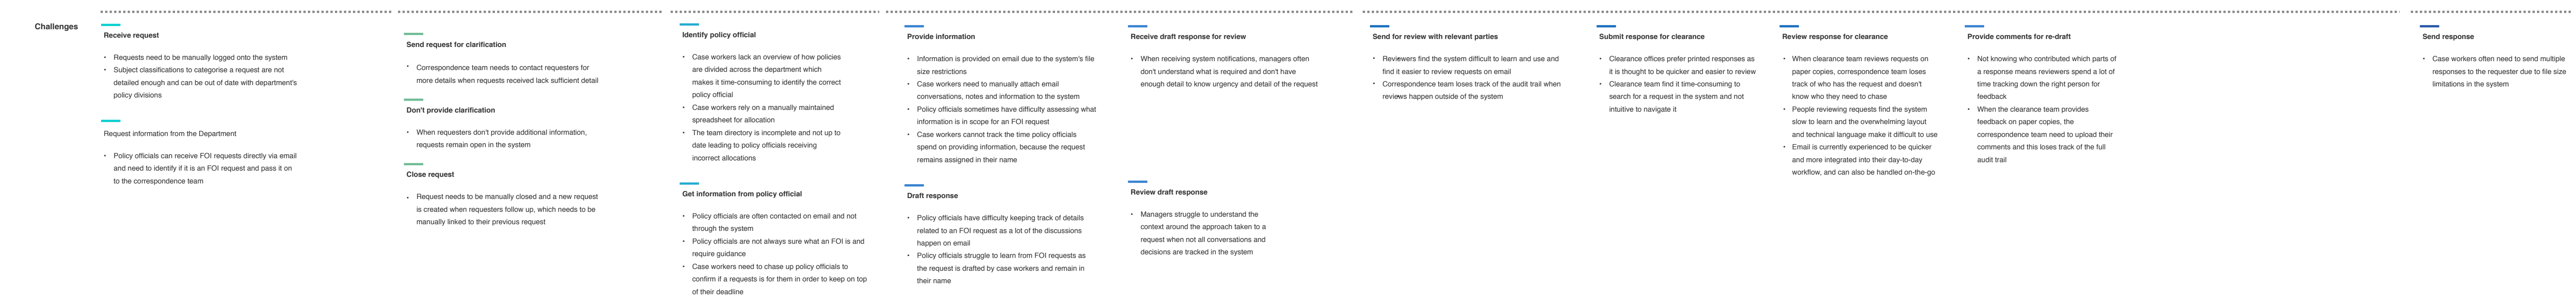 Challenges
Receive request
Requests need to be manually logged onto the system
Subject classifications to categorise a request are not
detailed enough and can be out of date with department's
policy divisions
Request information from the Department
Policy officials can receive FOI requests directly via email
and need to identify if it is an FOI request and pass it on
to the correspondence team
Send request for clarification
Correspondence team needs to contact requesters for
more details when requests received lack sufficient detail
Don't provide clarification
When requesters don't provide additional information,
requests remain open in the system
Close request
Request needs to be manually closed and a new request
is created when requesters follow up, which needs to be
manually linked to their previous request
Identify policy official
Case workers lack an overview of how policies
are divided across the department which
makes it time-consuming to identify the correct
policy official
Case workers rely on a manually maintained
spreadsheet for allocation
The team directory is incomplete and not up to
date leading to policy officials receiving
incorrect allocations
Get information from policy official
Policy officials are often contacted on email and not
through the system
Policy officials are not always sure what an FOI is and
require guidance
Case workers need to chase up policy officials to
confirm if a requests is for them in order to keep on top
of their deadline
Provide information
Information is provided on email due to the system's file
size restrictions
Case workers need to manually attach email
conversations, notes and information to the system
Policy officials sometimes have difficulty assessing what
information is in scope for an FOI request
Case workers cannot track the time policy officials
spend on providing information, because the request
remains assigned in their name
Draft response
Policy officials have difficulty keeping track of details
related to an FOI request as a lot of the discussions
happen on email
Policy officials struggle to learn from FOI requests as
the request is drafted by case workers and remain in
their name
Receive draft response for review
When receiving system notifications, managers often
don't understand what is required and don't have
enough detail to know urgency and detail of the request
Review draft response
Managers struggle to understand the
context around the approach taken to a
request when not all conversations and
decisions are tracked in the system
Send for review with relevant parties
Reviewers find the system difficult to learn and use and
find it easier to review requests on email
Correspondence team loses track of the audit trail when
reviews happen outside of the system
Submit response for clearance
Clearance offices prefer printed responses as
it is thought to be quicker and easier to review
Clearance team find it time-consuming to
search for a request in the system and not
intuitive to navigate it
Review response for clearance
When clearance team reviews requests on
paper copies, correspondence team loses
track of who has the request and doesn't
know who they need to chase
People reviewing requests find the system
slow to learn and the overwhelming layout
and technical language make it difficult to use
Email is currently experienced to be quicker
and more integrated into their day-to-day
workflow, and can also be handled on-the-go
Provide comments for re-draft
Not knowing who contributed which parts of
a response means reviewers spend a lot of
time tracking down the right person for
feedback
When the clearance team provides
feedback on paper copies, the
correspondence team need to upload their
comments and this loses track of the full
audit trail
Send response
Case workers often need to send multiple
responses to the requester due to file size
limitations in the system